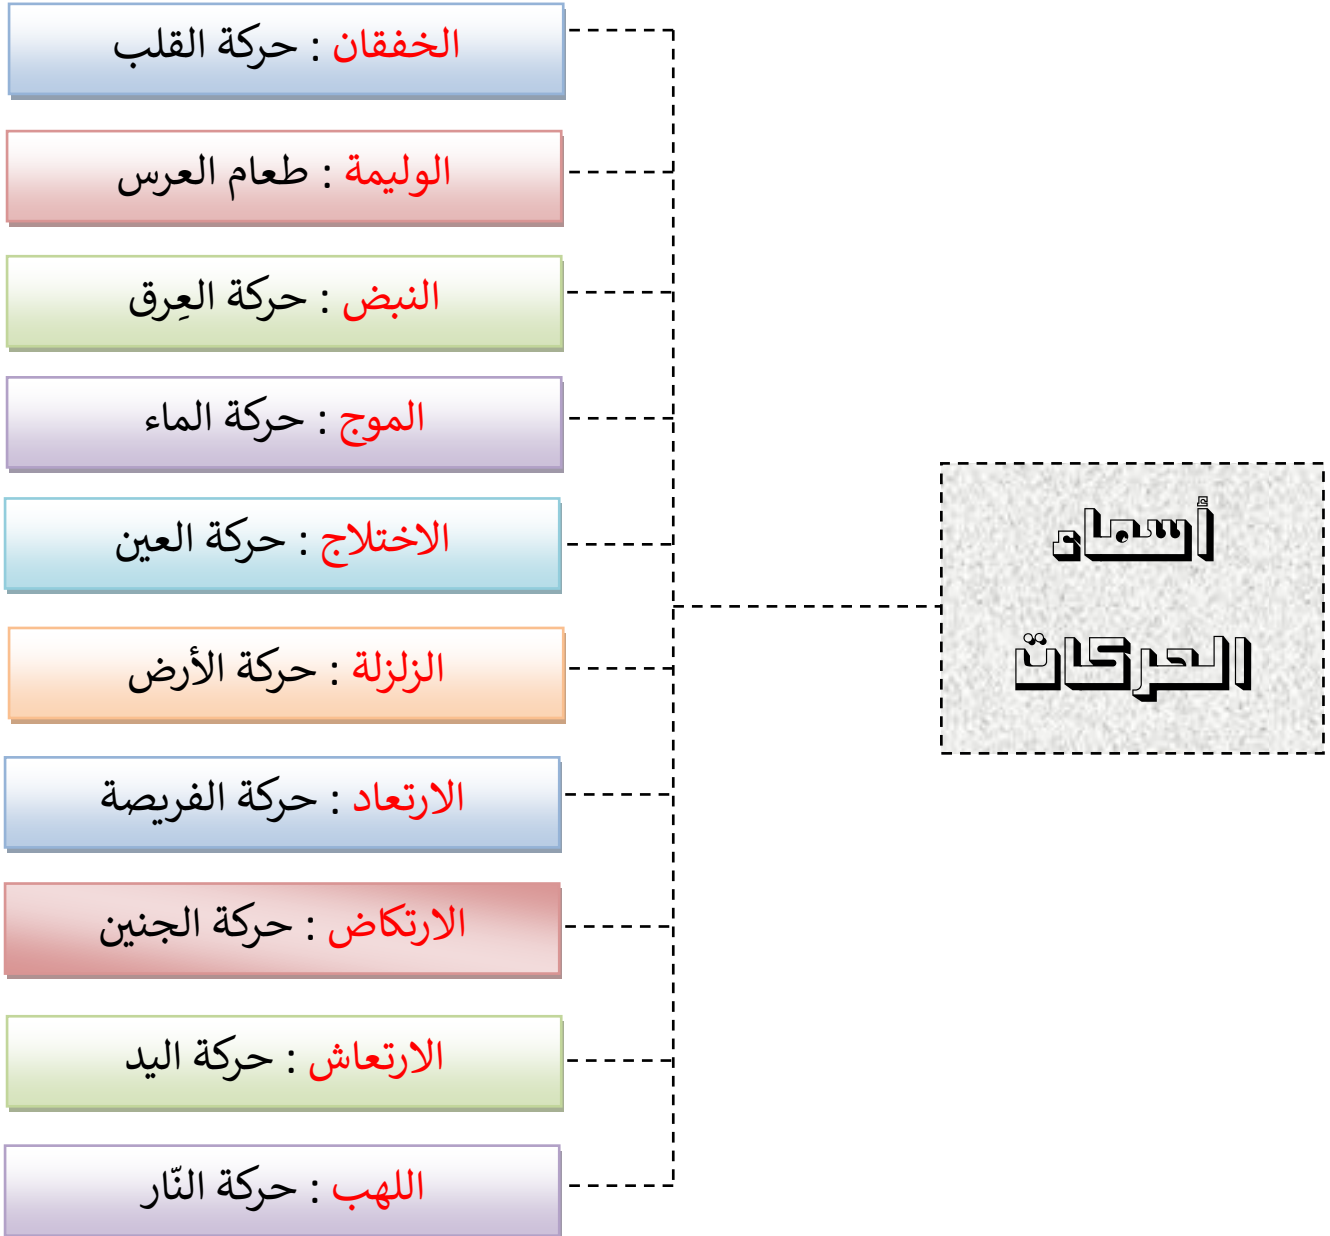 أسماء
الحركات
الخفقان : حركة القلب
الوليمة : طعام العرس
النبض : حركة العِرق
الموج : حركة الماء
الاختلاج : حركة العين
الزلزلة : حركة الأرض
الارتعاد : حركة الفريصة
الارتكاض : حركة الجنين
الارتعاش : حركة اليد
اللهب : حركة النّار